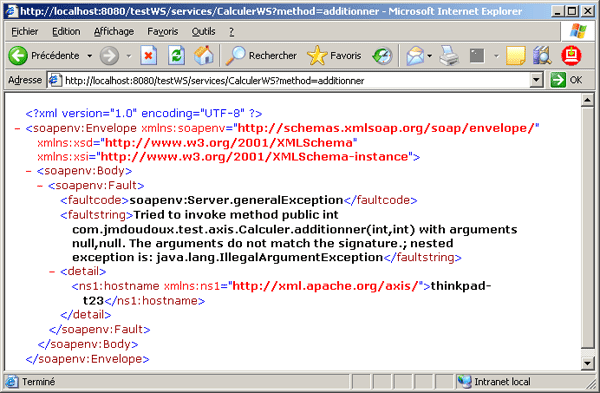 http://localhost:8080/testWS/services/CalculerWS?method=additionner - Microsoft Internet Explorer
Fichier Edition Affichage Favoris Outils ?
Précédente Rechercher Favoris
Adresse http://localhost:8080/testWS/services/CalculerWS?method=additionner OK
<?xml version="1.0" encoding="UTF-8" ?>
- <soapenv:Envelope xmlns:soapenv="http://schemas.xmlsoap.org/soap/envelope/"
xmlns:xsd="http://www.w3.org/2001/XMLSchema"
xmlns:xsi="http://www.w3.org/2001/XMLSchema-instance">
- <soapenv:Body>
- <soapenv:Fault>
<faultcode>soapenv:Server.generalException</faultcode>
<faultstring>Tried to invoke method public int
com.jmdoudoux.test.axis.Calculer.additionner(int,int) with arguments
null,null. The arguments do not match the signature.; nested
exception is: java.lang.IllegalArgumentException</faultstring>
- <detail>
<ns1:hostname xmlns:ns1="http://xml.apache.org/axis/">thinkpad-
t23</ns1:hostname>
</detail>
</soapenv:Fault>
</soapenv:Body>
</soapenv:Envelope>
Terminé Intranet local